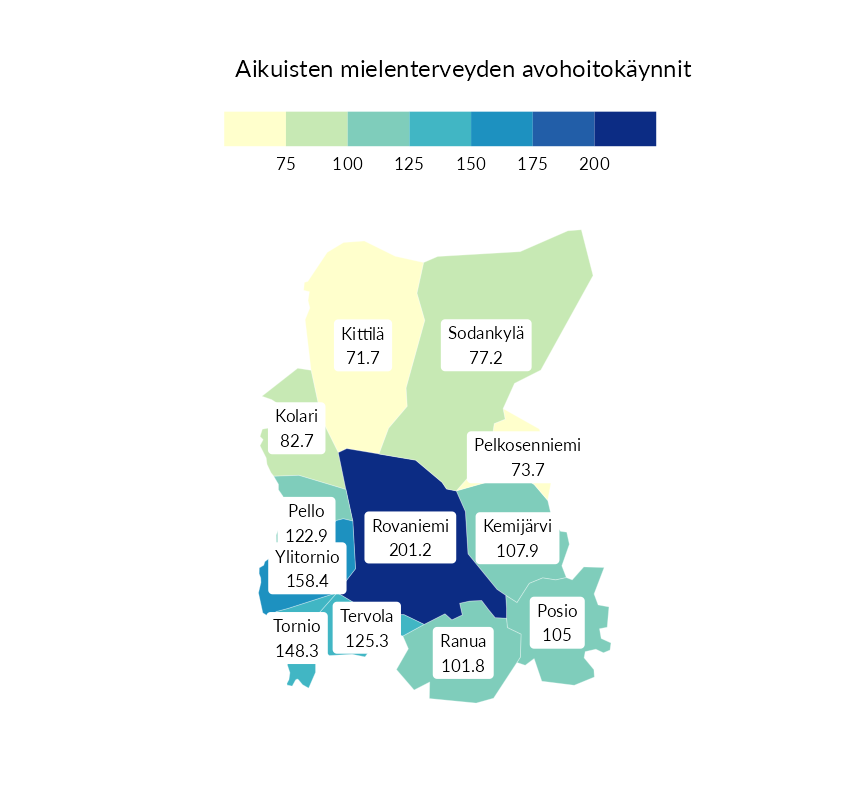 Aikuisten mielenterveyden avohoitokäynnit
75 100 125 150 175 200
Kittilä
71.7
Sodankylä
77.2
Kolari
82.7
Pelkosenniemi
73.7
Pello
122.9
Rovaniemi
201.2
Kemijärvi
107.9
Ylitornio
158.4
Tornio
148.3
Tervola
125.3
Ranua
101.8
Posio
105